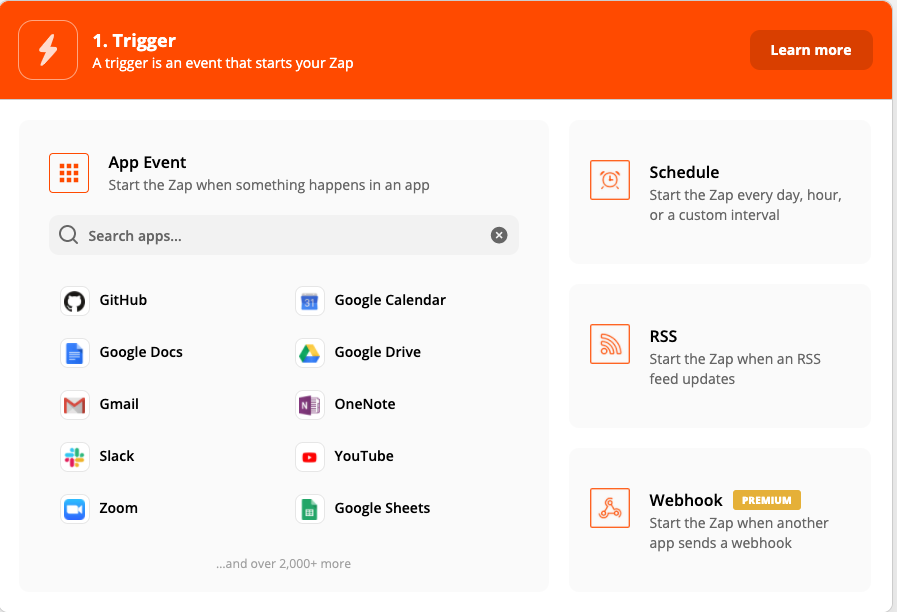 1. Trigger
A trigger is an event that starts your Zap
Learn more
App Event
Start the Zap when something happens in an app
Search apps...
GitHub
Google Calendar
31
Google Docs
Google Drive
Gmail
OneNote
N
Slack
YouTube
Zoom
Google Sheets
...and over 2,000+ more
Schedule
Start the Zap every day, hour,
or a custom interval
RSS
Start the Zap when an RSS
feed updates
Webhook PREMIUM
Start the Zap when another
app sends a webhook